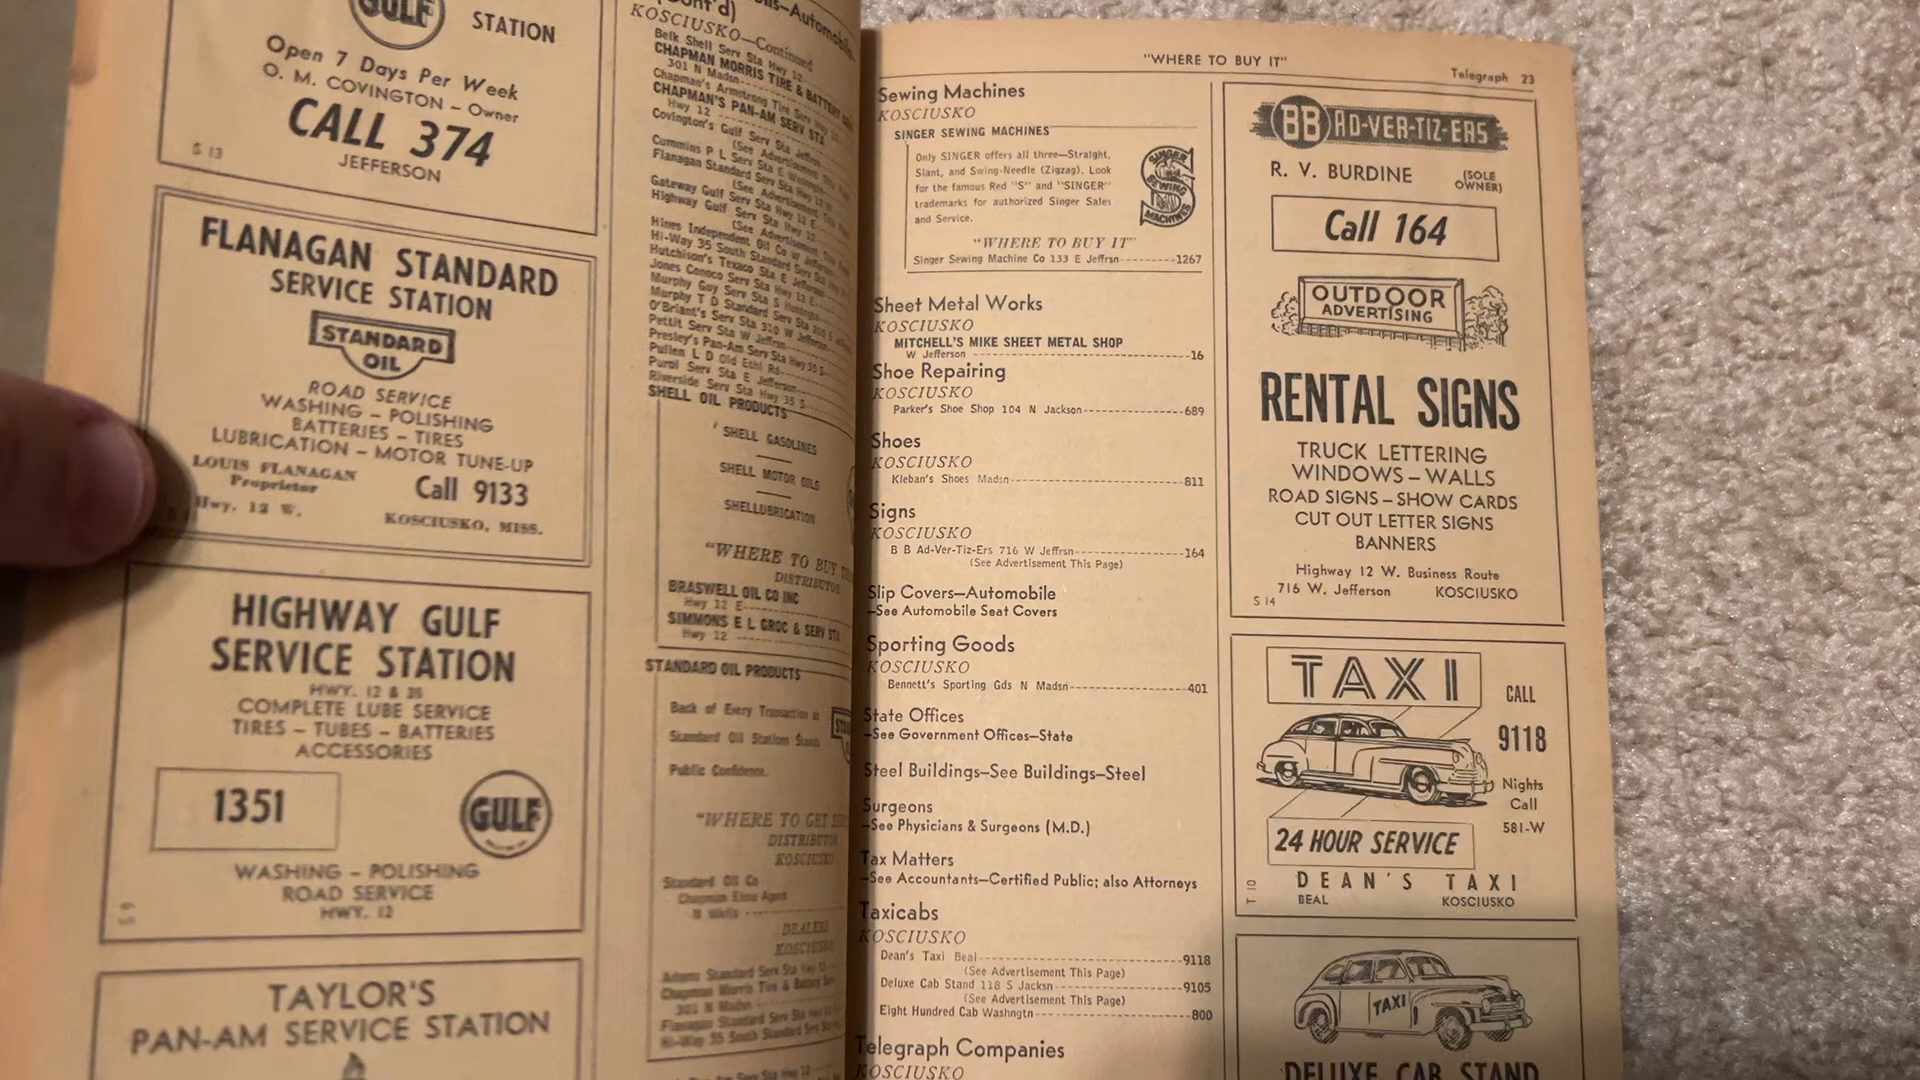 GULF
STATION
Open 7 Days Per Week
O. M. COVINGTON – Owner
CALL 374
JEFFERSON
S 13
FLANAGAN STANDARD
SERVICE STATION
STANDARD
OIL
ROAD SERVICE
WASHING – POLISHING
BATTERIES – TIRES
LUBRICATION – MOTOR TUNE-UP
LOUIS FLANAGAN
Proprietor
Call 9133
Hwy. 12 W.
KOSCIUSKO, MISS.
HIGHWAY GULF
SERVICE STATION
HWY. 12 & 35
COMPLETE LUBE SERVICE
TIRES – TUBES – BATTERIES
ACCESSORIES
1351
GULF
WASHING – POLISHING
ROAD SERVICE
HWY. 12
S 9
TAYLOR'S
PAN-AM SERVICE STATION
(Cont'd)
KOSCIUSKO—Continued
Belk Shell Serv Sta Hwy 12
CHAPMAN MORRIS TIRE & BATTERY
301 N Madsn
Chapman's Armstrong Tire Serv
CHAPMAN'S PAN-AM SERV STA
Hwy 12
Covington's Gulf Serv Sta Jeffrsn
(See Advertisement This
Cummins P L Serv Sta E
Flanagan Standard Serv Sta Hwy 12 W
(See Advertisement This
Gateway Gulf Serv Sta Hwy 12 E
Highway Gulf Serv Sta Hwy 12
(See Advertisement This
Hines Independent Oil Co W Jefferson
Hi-Way 35 South Standard Serv Sta
Hutchison's Texaco Sta E Jefferson
Jones Conoco Serv Sta Hwy 12 E
Murphy Guy Serv Sta S
Murphy T D Standard Serv Sta
O'Briant's Serv Sta 310 W Jefferson
Pettit Serv Sta W Jeffrsn
Presley's Pan-Am Serv Sta Hwy 35 S
Pullen L D Old Ethl Rd
Purol Serv Sta E Jefferson
Riverside Serv Sta Hwy 35 S
SHELL OIL PRODUCTS
SHELL GASOLINES
SHELL MOTOR OILS
SHELLUBRICATION
"WHERE TO BUY
DISTRIBUTOR
BRASWELL OIL CO INC
Hwy 12 E
SIMMONS E L GROC & SERV STA
Hwy 12
STANDARD OIL PRODUCTS
Back of Every Transaction at
Standard Oil Stations Stands
Public Confidence.
"WHERE TO GET
DISTRIBUTOR
KOSCIUSKO
Standard Oil Co
Chapman Elma Agent
N Wells
DEALERS
KOSCIUSKO
Adams Standard Serv Sta Hwy 12
Chapman Morris Tire & Battery Serv
301 N Madsn
Flanagan Standard Serv Sta
Hi-Way 35 South Standard Serv Sta
"WHERE TO BUY IT"
Telegraph 23
Sewing Machines
KOSCIUSKO
SINGER SEWING MACHINES
Only SINGER offers all three—Straight,
Slant, and Swing-Needle (Zigzag). Look
for the famous Red "S" and "SINGER"
trademarks for authorized Singer Sales
and Service.
SINGER
SEWING
MACHINES
"WHERE TO BUY IT"
Singer Sewing Machine Co 133 E Jeffrsn---------1267
Sheet Metal Works
KOSCIUSKO
MITCHELL'S MIKE SHEET METAL SHOP
W Jefferson ------------------------------16
Shoe Repairing
KOSCIUSKO
Parker's Shoe Shop 104 N Jackson--------------689
Shoes
KOSCIUSKO
Kleban's Shoes Madsn------------------------811
Signs
KOSCIUSKO
B B Ad-Ver-Tiz-Ers 716 W Jeffrsn---------------164
(See Advertisement This Page)
Slip Covers—Automobile
—See Automobile Seat Covers
Sporting Goods
KOSCIUSKO
Bennett's Sporting Gds N Madsn----------------401
State Offices
—See Government Offices—State
Steel Buildings—See Buildings—Steel
Surgeons
—See Physicians & Surgeons (M.D.)
Tax Matters
—See Accountants—Certified Public; also Attorneys
Taxicabs
KOSCIUSKO
Dean's Taxi Beal-----------------------------9118
(See Advertisement This Page)
Deluxe Cab Stand 118 S Jacksn ----------------9105
(See Advertisement This Page)
Eight Hundred Cab Washngtn-------------------800
Telegraph Companies
KOSCIUSKO
BB AD-VER-TIZ-ERS
R. V. BURDINE
(SOLE
OWNER)
Call 164
OUTDOOR
ADVERTISING
RENTAL SIGNS
TRUCK LETTERING
WINDOWS – WALLS
ROAD SIGNS – SHOW CARDS
CUT OUT LETTER SIGNS
BANNERS
Highway 12 W. Business Route
716 W. Jefferson KOSCIUSKO
S 14
TAXI
CALL
9118
Nights
Call
581-W
24 HOUR SERVICE
DEAN'S TAXI
BEAL KOSCIUSKO
T 10
TAXI
DELUXE CAB STAND